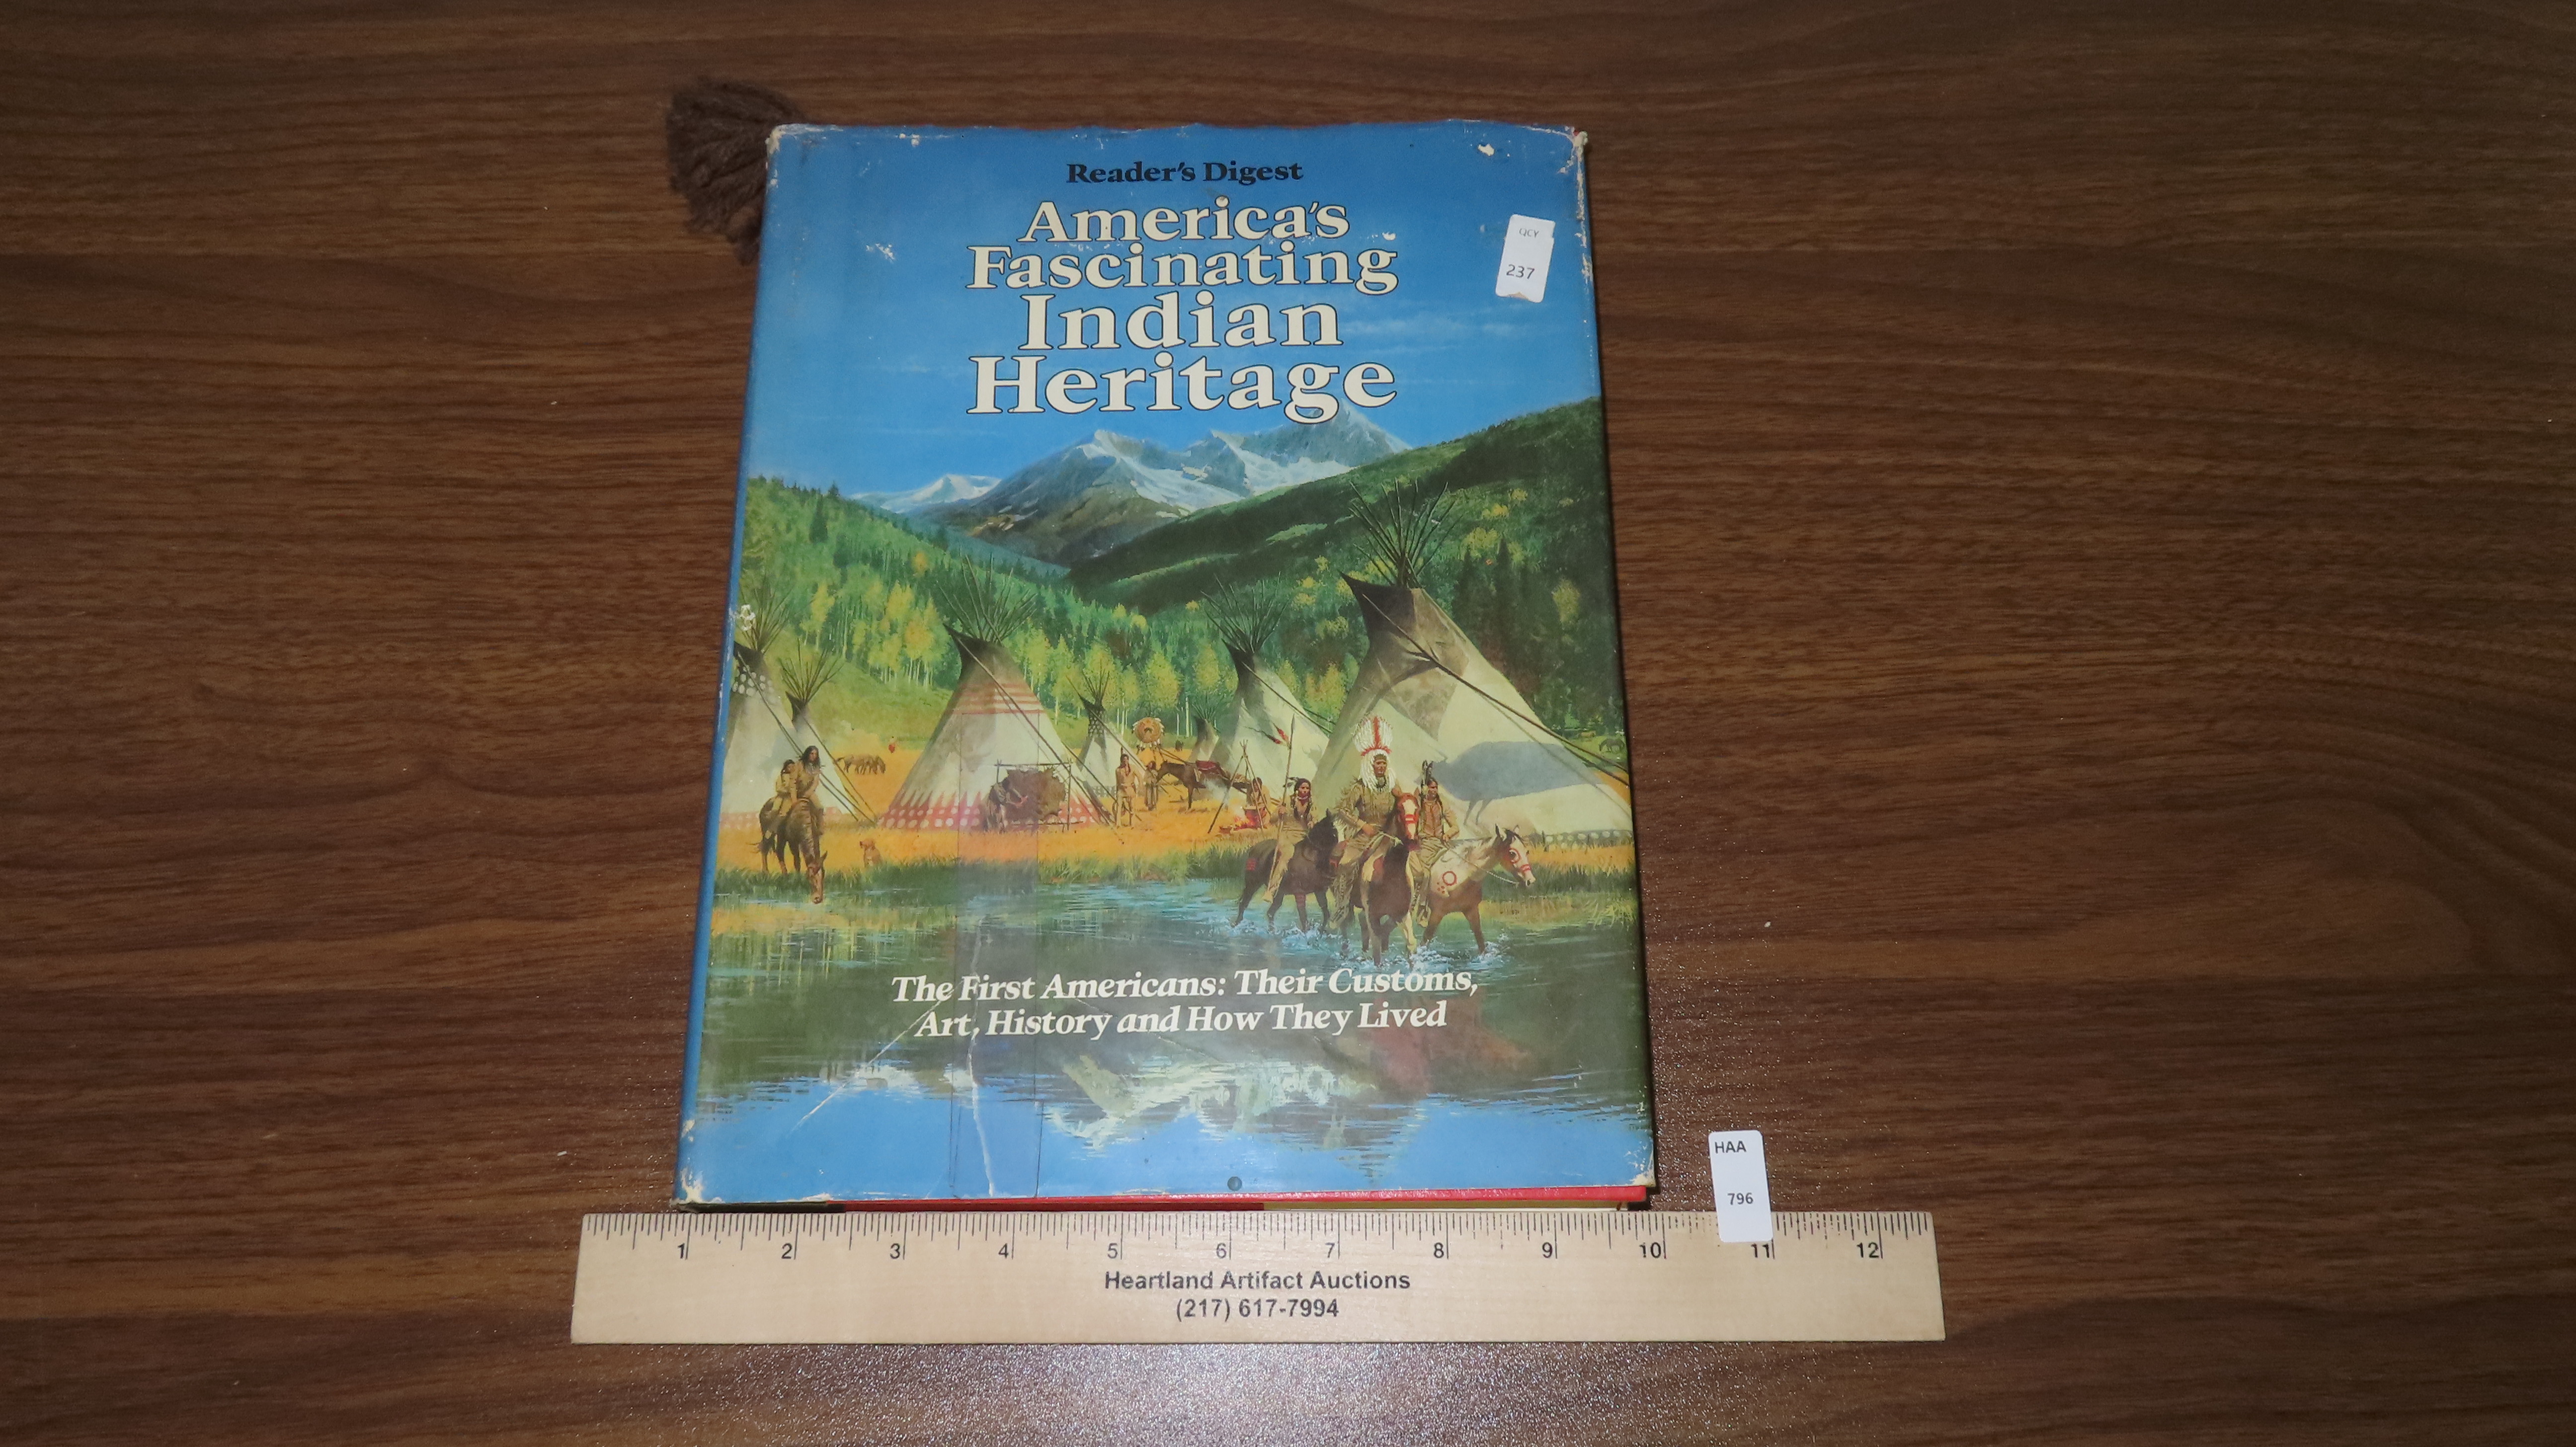 Reader's Digest
America's
Fascinating
Indian
Heritage
QCY
237
The First Americans: Their Customs,
Art, History and How They Lived
HAA
796
1 2 3 4 5 6 7 8 9 10 11 12
Heartland Artifact Auctions
(217) 617-7994